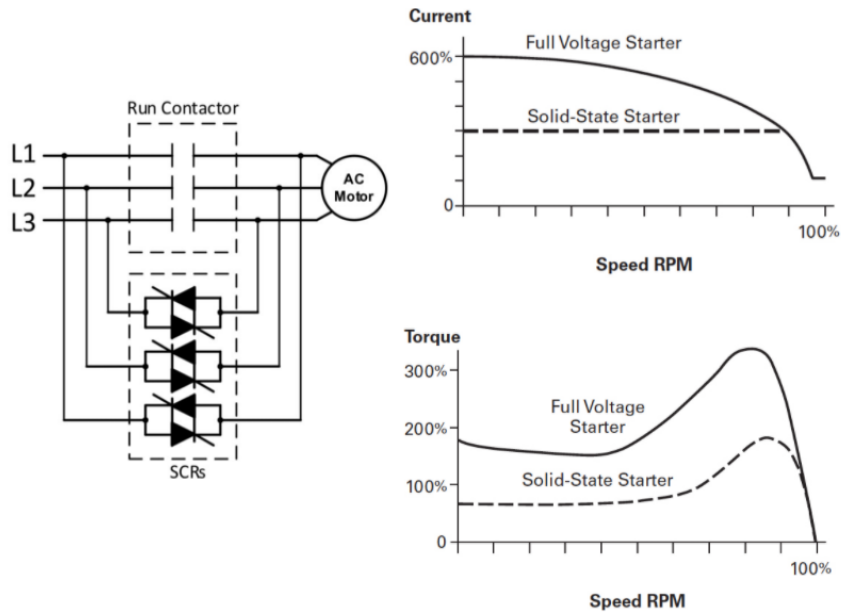 Run Contactor
L1
L2
L3
AC
Motor
SCRs
Current
600%
Full Voltage Starter
Solid-State Starter
0
100%
Speed RPM
Torque
300%
200%
100%
0
Full Voltage
Starter
Solid-State Starter
100%
Speed RPM